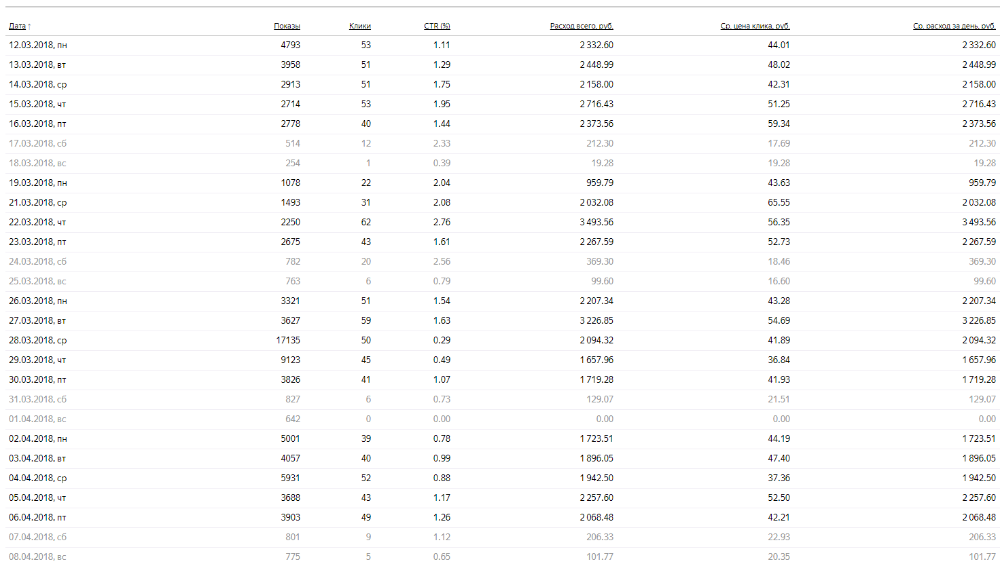 Дата ↑ Показы Клики CTR (%) Расход всего, руб. Ср. цена клика, руб. Ср. расход за день, руб.
12.03.2018, пн 4793 53 1.11 2 332.60 44.01 2 332.60
13.03.2018, вт 3958 51 1.29 2 448.99 48.02 2 448.99
14.03.2018, ср 2913 51 1.75 2 158.00 42.31 2 158.00
15.03.2018, чт 2714 53 1.95 2 716.43 51.25 2 716.43
16.03.2018, пт 2778 40 1.44 2 373.56 59.34 2 373.56
17.03.2018, сб 514 12 2.33 212.30 17.69 212.30
18.03.2018, вс 254 1 0.39 19.28 19.28 19.28
19.03.2018, пн 1078 22 2.04 959.79 43.63 959.79
21.03.2018, ср 1493 31 2.08 2 032.08 65.55 2 032.08
22.03.2018, чт 2250 62 2.76 3 493.56 56.35 3 493.56
23.03.2018, пт 2675 43 1.61 2 267.59 52.73 2 267.59
24.03.2018, сб 782 20 2.56 369.30 18.46 369.30
25.03.2018, вс 763 6 0.79 99.60 16.60 99.60
26.03.2018, пн 3321 51 1.54 2 207.34 43.28 2 207.34
27.03.2018, вт 3627 59 1.63 3 226.85 54.69 3 226.85
28.03.2018, ср 17135 50 0.29 2 094.32 41.89 2 094.32
29.03.2018, чт 9123 45 0.49 1 657.96 36.84 1 657.96
30.03.2018, пт 3826 41 1.07 1 719.28 41.93 1 719.28
31.03.2018, сб 827 6 0.73 129.07 21.51 129.07
01.04.2018, вс 642 0 0.00 0.00 0.00 0.00
02.04.2018, пн 5001 39 0.78 1 723.51 44.19 1 723.51
03.04.2018, вт 4057 40 0.99 1 896.05 47.40 1 896.05
04.04.2018, ср 5931 52 0.88 1 942.50 37.36 1 942.50
05.04.2018, чт 3688 43 1.17 2 257.60 52.50 2 257.60
06.04.2018, пт 3903 49 1.26 2 068.48 42.21 2 068.48
07.04.2018, сб 801 9 1.12 206.33 22.93 206.33
08.04.2018, вс 775 5 0.65 101.77 20.35 101.77